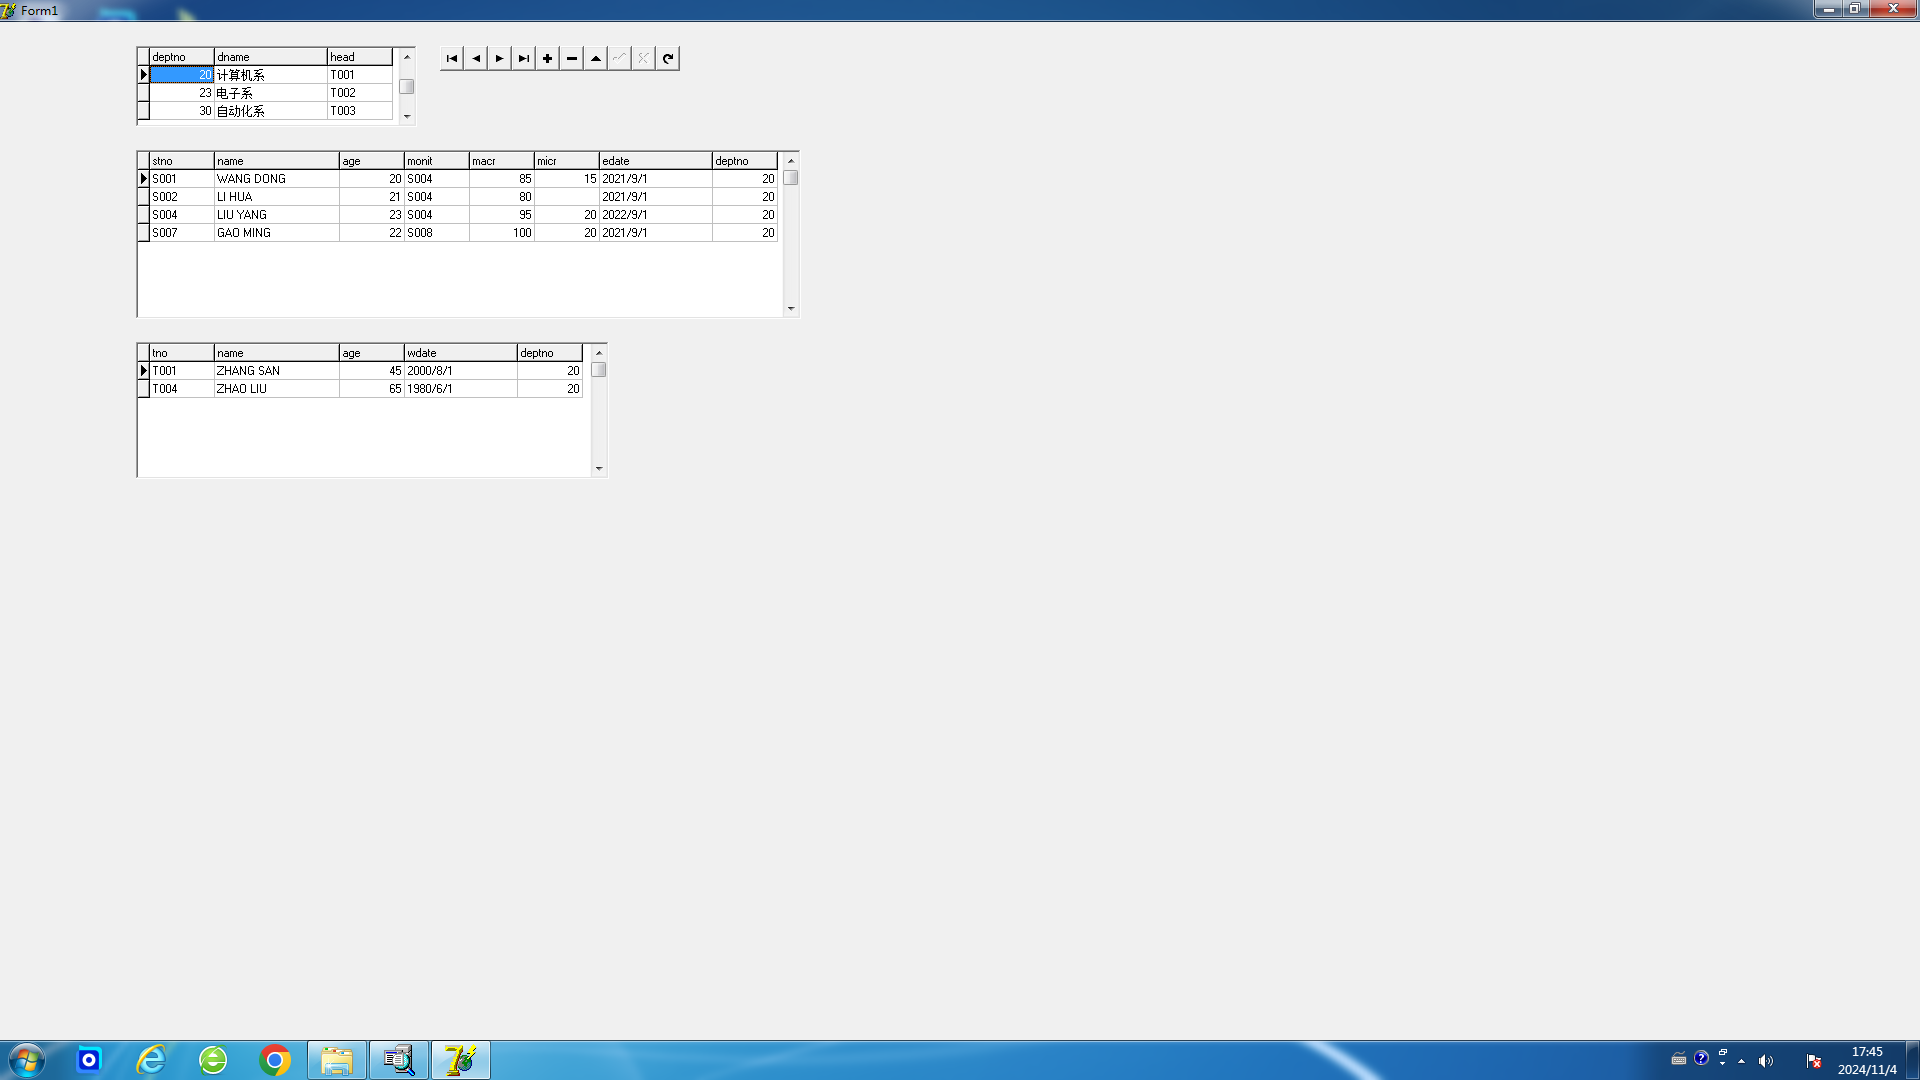 Form1
deptno dname head
20 计算机系 T001
23 电子系 T002
30 自动化系 T003
stno name age monit macr micr edate deptno
S001 WANG DONG 20 S004 85 15 2021/9/1 20
S002 LI HUA 21 S004 80 2021/9/1 20
S004 LIU YANG 23 S004 95 20 2022/9/1 20
S007 GAO MING 22 S008 100 20 2021/9/1 20
tno name age wdate deptno
T001 ZHANG SAN 45 2000/8/1 20
T004 ZHAO LIU 65 1980/6/1 20
17:45
2024/11/4